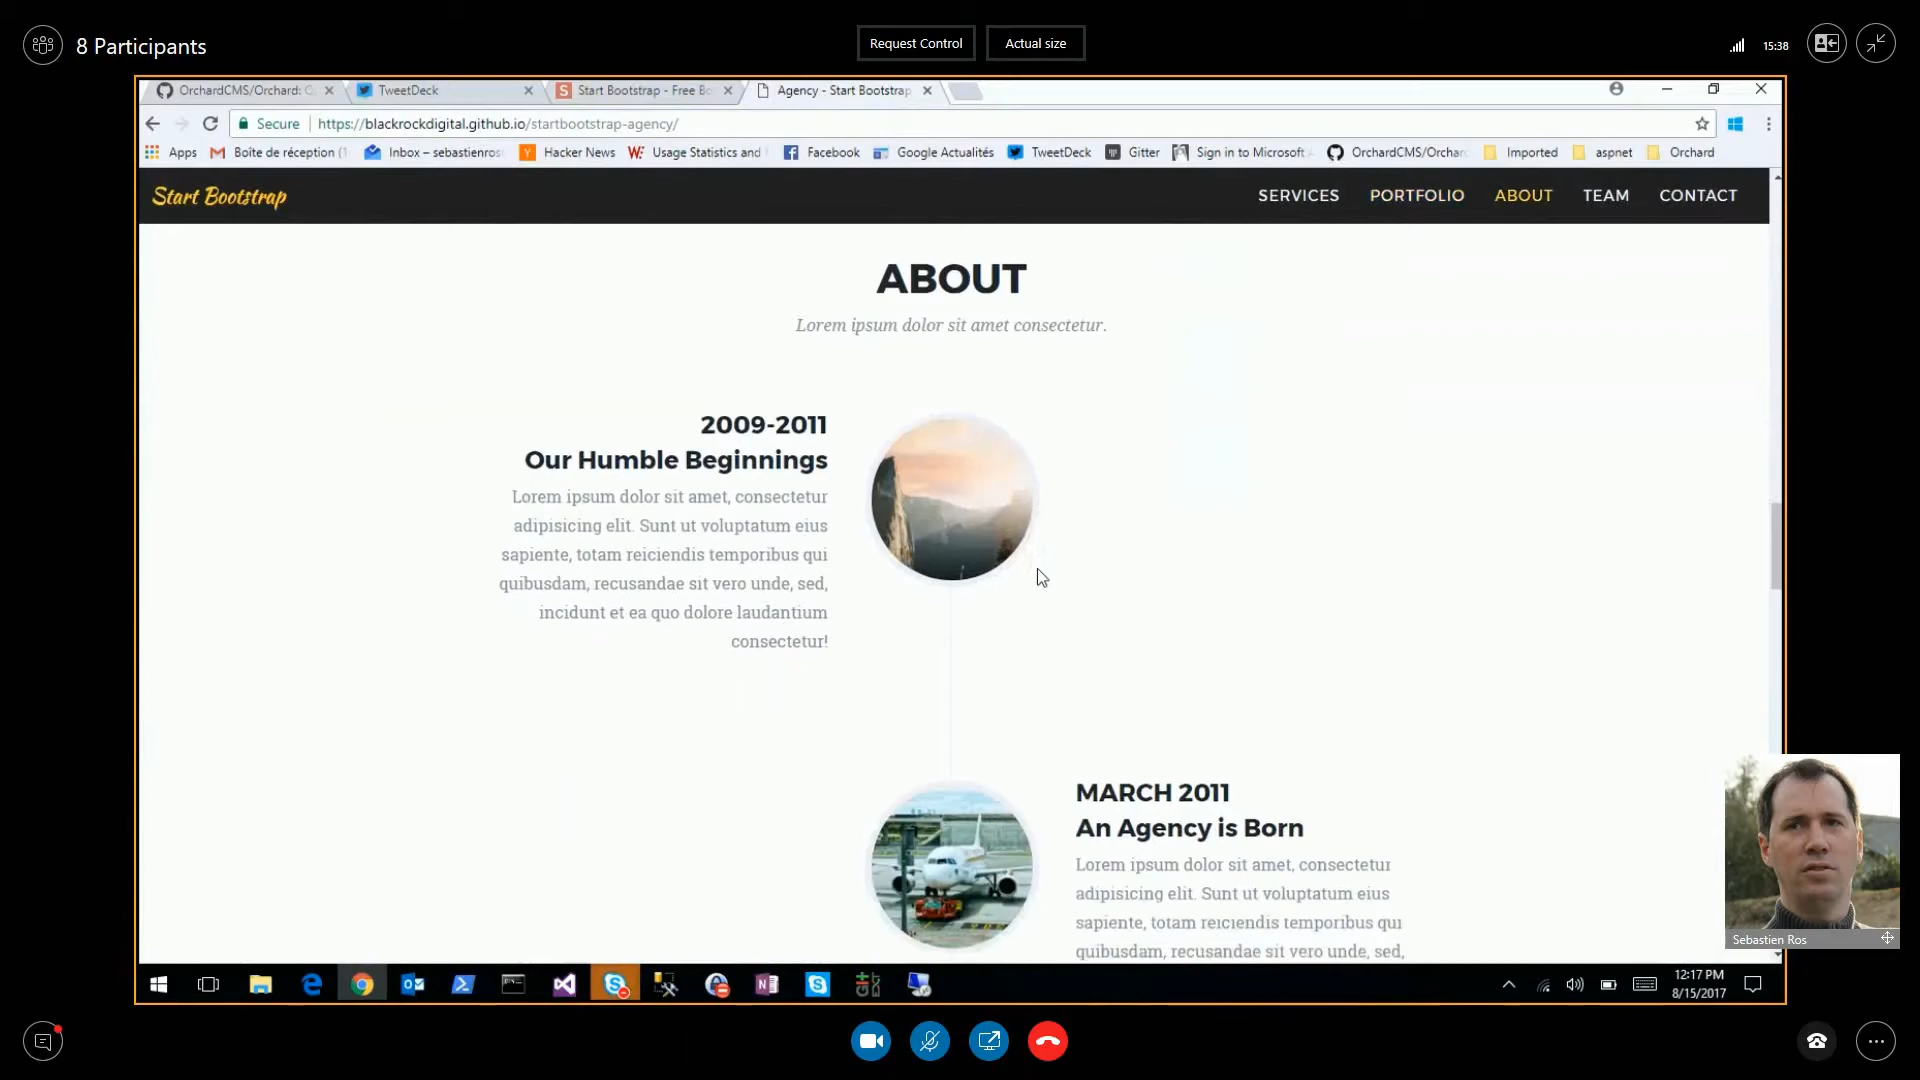 8 Participants
Request Control
Actual size
15:38
OrchardCMS/Orchard:
TweetDeck
Start Bootstrap - Free Bo
Agency - Start Bootstrap
Secure
https://blackrockdigital.github.io/startbootstrap-agency/
Apps
Boîte de réception (1
Inbox – sebastienros
Hacker News
Usage Statistics and
Facebook
Google Actualités
TweetDeck
Gitter
Sign in to Microsoft
OrchardCMS/Orchar
Imported
aspnet
Orchard
Start Bootstrap
SERVICES
PORTFOLIO
ABOUT
TEAM
CONTACT
ABOUT
Lorem ipsum dolor sit amet consectetur.
2009-2011
Our Humble Beginnings
Lorem ipsum dolor sit amet, consectetur
adipisicing elit. Sunt ut voluptatum eius
sapiente, totam reiciendis temporibus qui
quibusdam, recusandae sit vero unde, sed,
incidunt et ea quo dolore laudantium
consectetur!
MARCH 2011
An Agency is Born
Lorem ipsum dolor sit amet, consectetur
adipisicing elit. Sunt ut voluptatum eius
sapiente, totam reiciendis temporibus qui
quibusdam, recusandae sit vero unde, sed,
Sebastien Ros
12:17 PM
8/15/2017